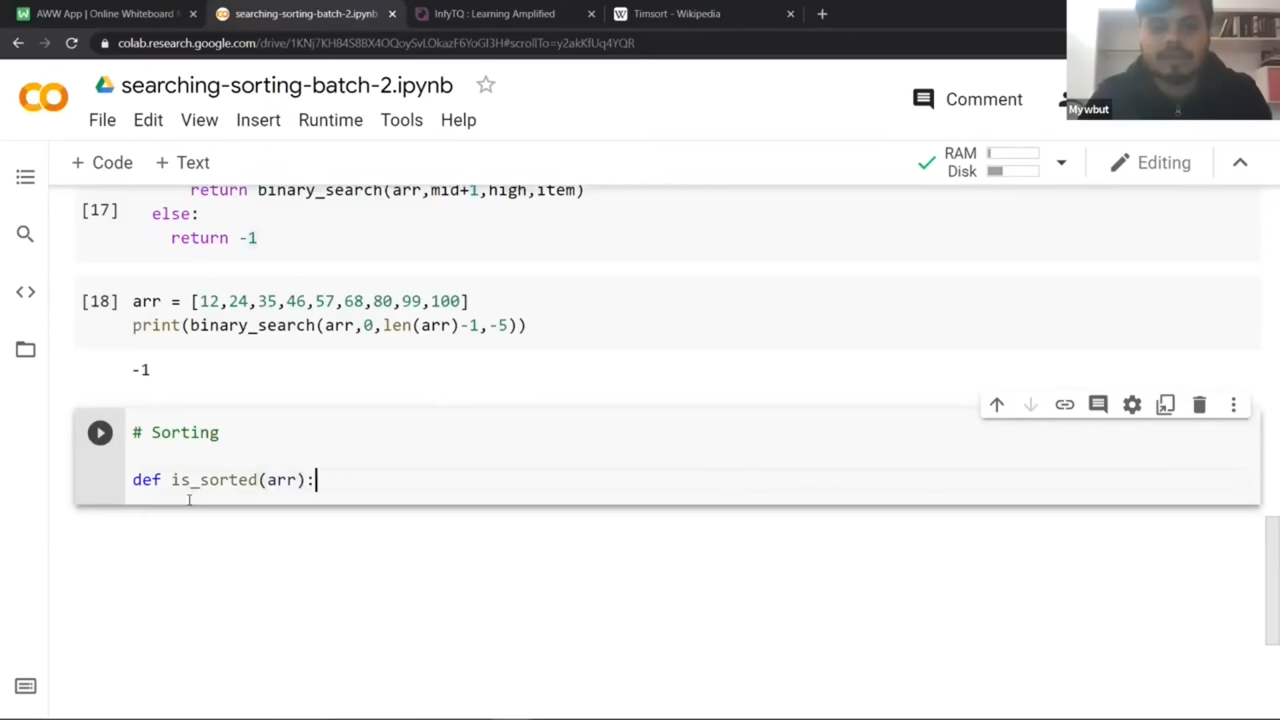 AWW App | Online Whiteboard
searching-sorting-batch-2.ipynb
InfyTQ : Learning Amplified
Timsort - Wikipedia
colab.research.google.com/drive/1KNj7KH84S8BX4OQoySvLOkazF6YoGI3H#scrollTo=y2akKfUq4YQR
Mywbut
CO
searching-sorting-batch-2.ipynb
Comment
File Edit View Insert Runtime Tools Help
+ Code + Text
RAM
Disk
Editing
return binary_search(arr,mid+1,high,item)
[17] else:
return -1
[18] arr = [12,24,35,46,57,68,80,99,100]
print(binary_search(arr,0,len(arr)-1,-5))
-1
# Sorting
def is_sorted(arr):